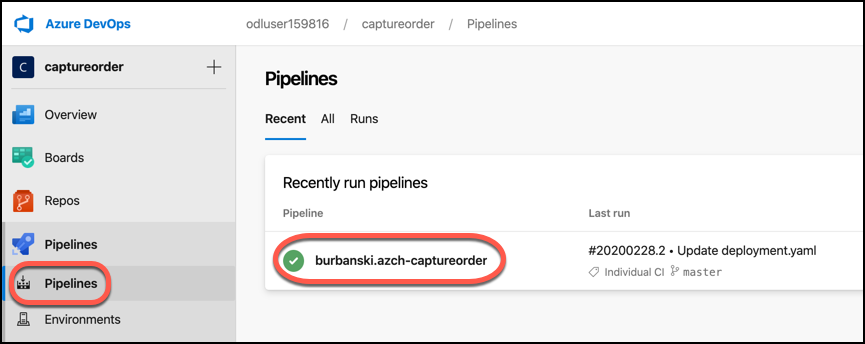 Azure DevOps
odluser159816 / captureorder / Pipelines
C captureorder +
Overview
Boards
Repos
Pipelines
Pipelines
Environments
Pipelines
Recent All Runs
Recently run pipelines
Pipeline Last run
burbanski.azch-captureorder
#20200228.2 • Update deployment.yaml
Individual CI master